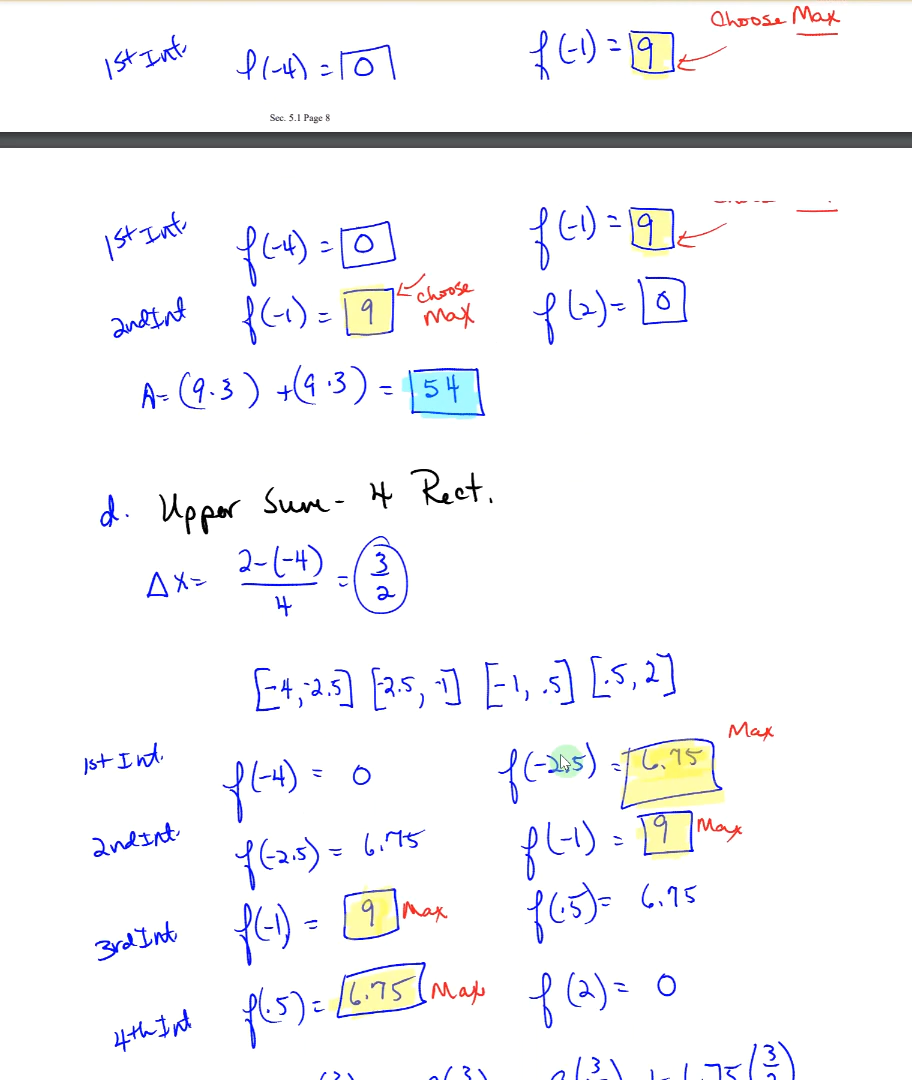 Choose Max
1st Int. f(-4) = 0 f(-1) = 9
Sec. 5.1 Page 8
1st Int. f(-4) = 0 f(-1) = 9
2nd Int f(-1) = 9 choose Max f(2) = 0
A = (9·3) + (9·3) = 54
d. Upper Sum - 4 Rect.
Δx = 2-(-4)/4 = 3/2
[-4,-2.5] [-2.5, -1] [-1, .5] [.5, 2]
1st Int. f(-4) = 0 f(-2.5) = 6.75 Max
2nd Int. f(-2.5) = 6.75 f(-1) = 9 Max
3rd Int f(-1) = 9 Max f(.5) = 6.75
4th Int f(.5) = 6.75 Max f(2) = 0